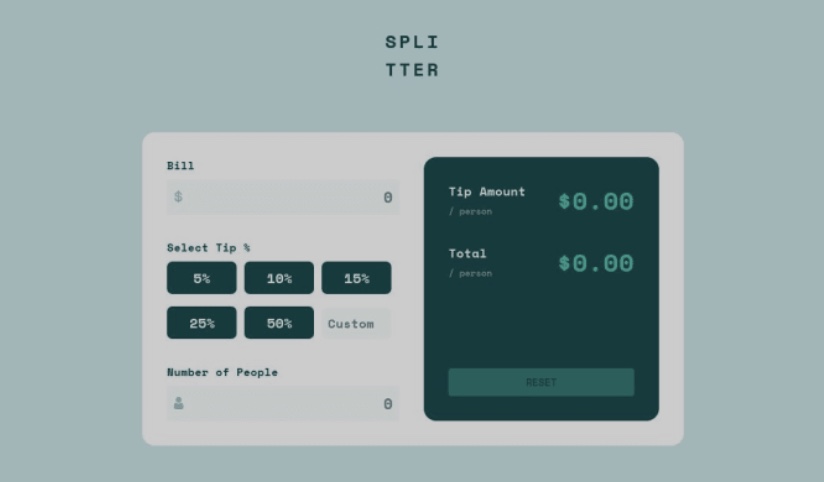 SPLI
TTER
Bill
$ 0
Select Tip %
5% 10% 15%
25% 50% Custom
Number of People
0
Tip Amount
/ person
$0.00
Total
/ person
$0.00
RESET